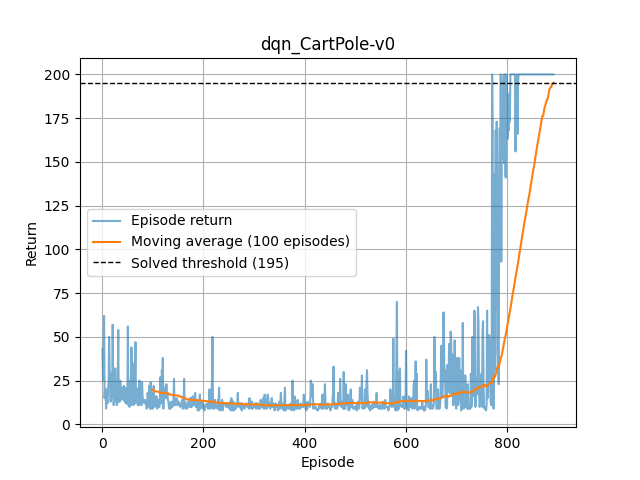 dqn_CartPole-v0
200
175
150
125
100
75
50
25
0
Return
Episode return
Moving average (100 episodes)
Solved threshold (195)
0 200 400 600 800
Episode